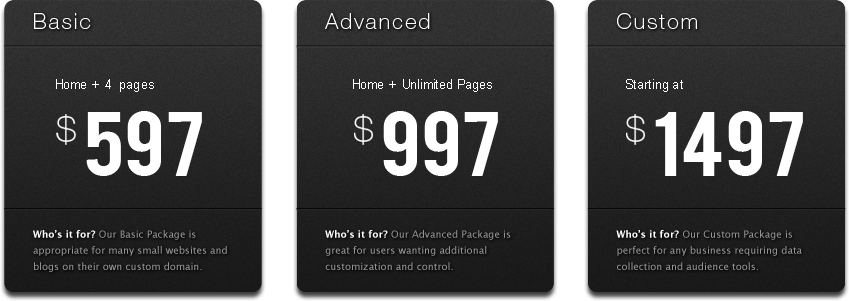 Basic
Home + 4 pages
$ 597
Who's it for? Our Basic Package is
appropriate for many small websites and
blogs on their own custom domain.
Advanced
Home + Unlimited Pages
$ 997
Who's it for? Our Advanced Package is
great for users wanting additional
customization and control.
Custom
Starting at
$ 1497
Who's it for? Our Custom Package is
perfect for any business requiring data
collection and audience tools.